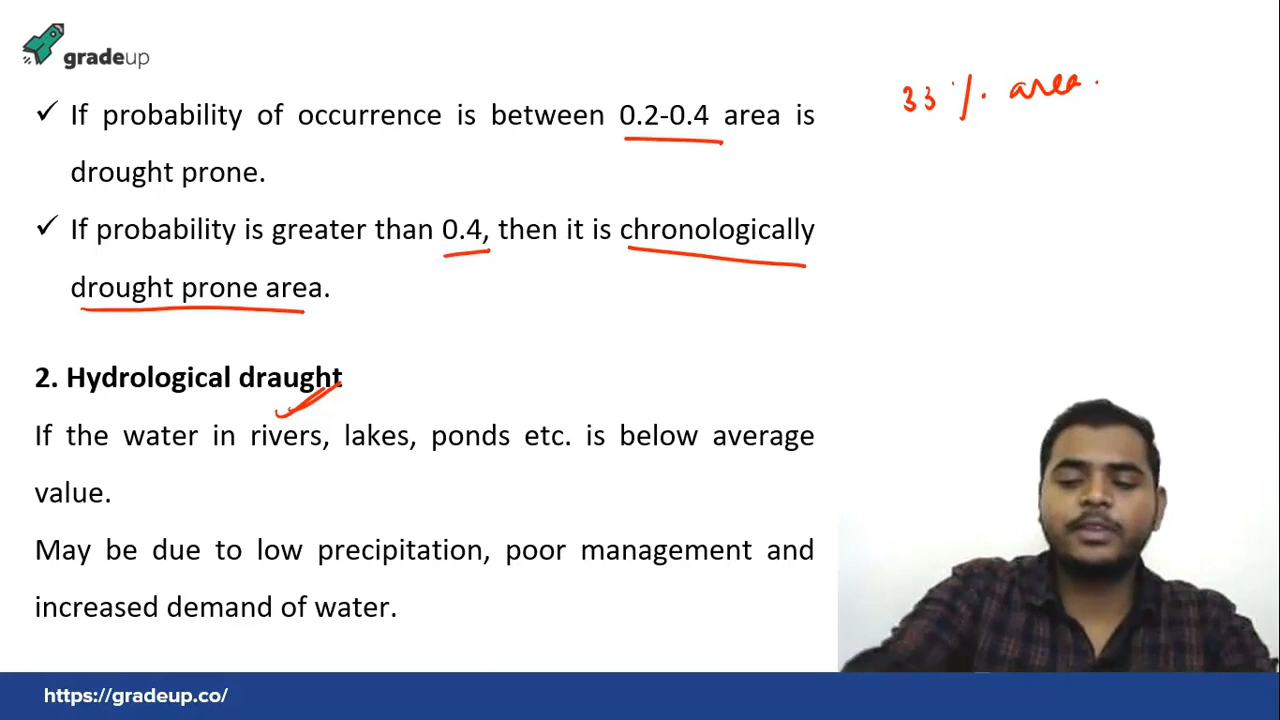 gradeup
33 % area.
✓ If probability of occurrence is between 0.2-0.4 area is
drought prone.
✓ If probability is greater than 0.4, then it is chronologically
drought prone area.
2. Hydrological draught
If the water in rivers, lakes, ponds etc. is below average
value.
May be due to low precipitation, poor management and
increased demand of water.
https://gradeup.co/